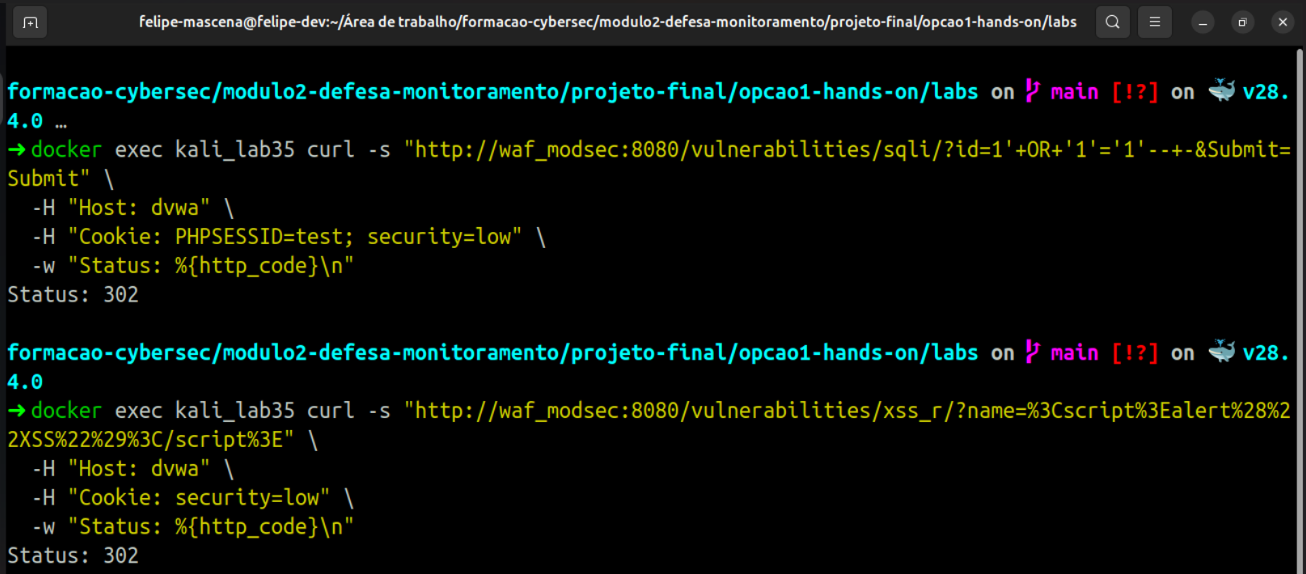 felipe-mascena@felipe-dev:~/Área de trabalho/formacao-cybersec/modulo2-defesa-monitoramento/projeto-final/opcao1-hands-on/labs
formacao-cybersec/modulo2-defesa-monitoramento/projeto-final/opcao1-hands-on/labs on main [!?] on 🐳 v28.
4.0 …
➜ docker exec kali_lab35 curl -s "http://waf_modsec:8080/vulnerabilities/sqli/?id=1'+OR+'1'='1'--+-&Submit=
Submit" \
  -H "Host: dvwa" \
  -H "Cookie: PHPSESSID=test; security=low" \
  -w "Status: %{http_code}\n"
Status: 302
formacao-cybersec/modulo2-defesa-monitoramento/projeto-final/opcao1-hands-on/labs on main [!?] on 🐳 v28.
4.0
➜ docker exec kali_lab35 curl -s "http://waf_modsec:8080/vulnerabilities/xss_r/?name=%3Cscript%3Ealert%28%2
2XSS%22%29%3C/script%3E" \
  -H "Host: dvwa" \
  -H "Cookie: security=low" \
  -w "Status: %{http_code}\n"
Status: 302